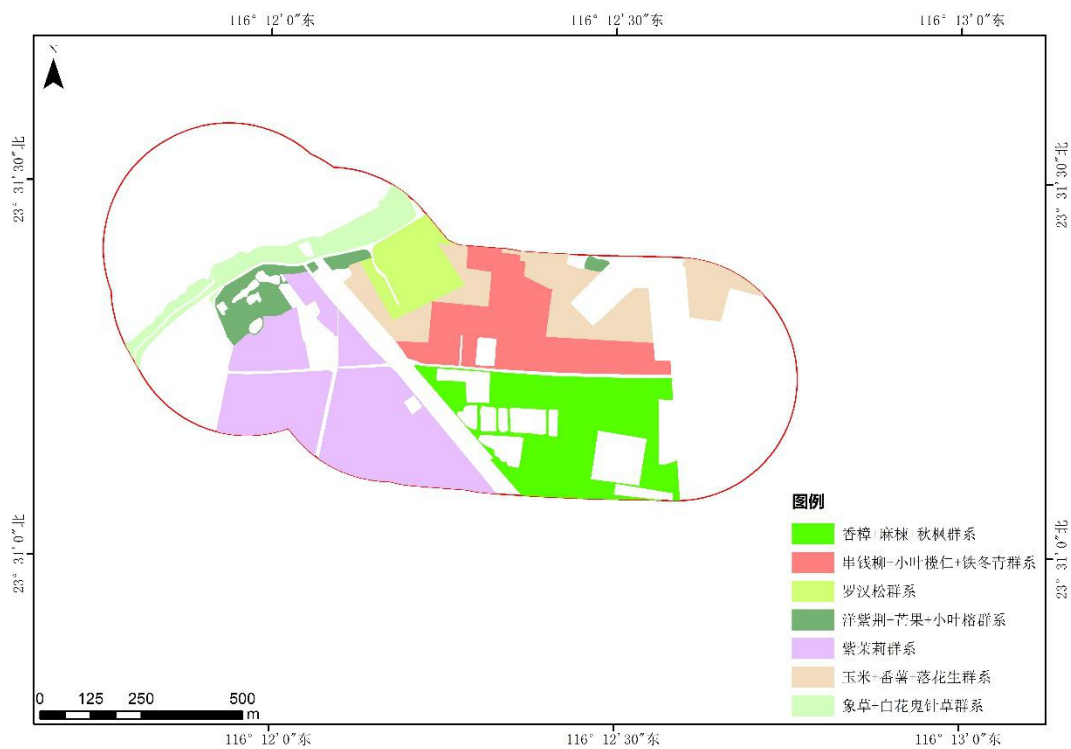 116° 12′0″东
116° 12′30″东
116° 13′0″东
N
23° 31′30″北
23° 31′30″北
23° 31′0″北
23° 31′0″北
图例
香樟+麻楝+秋枫群系
串钱柳+小叶榄仁+铁冬青群系
罗汉松群系
洋紫荆+芒果+小叶榕群系
紫茉莉群系
玉米+番薯+落花生群系
象草+白花鬼针草群系
0 125 250 500
m
116° 12′0″东
116° 12′30″东
116° 13′0″东